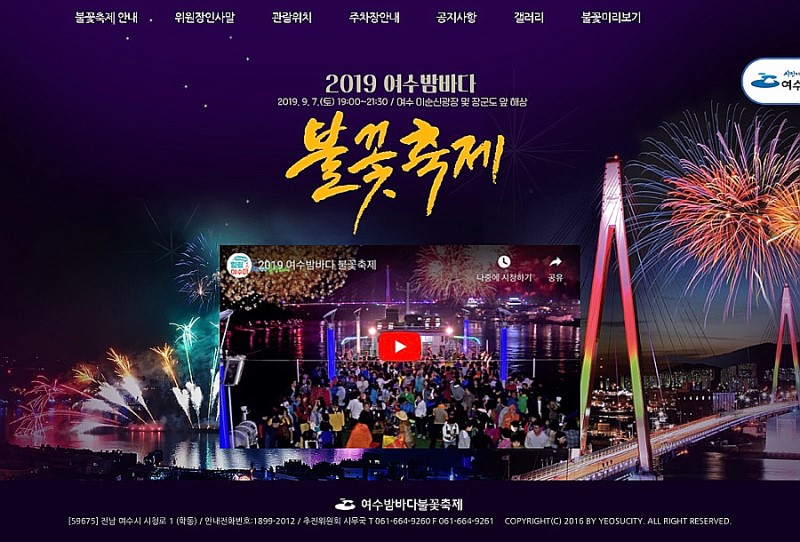 불꽃축제 안내 위원장인사말 관람위치 주차장안내 공지사항 갤러리 불꽃미리보기
2019 여수밤바다
2019. 9. 7.(토) 19:00~21:30 / 여수 이순신광장 및 장군도 앞 해상
불꽃축제
여수
2019 여수밤바다 불꽃축제
나중에 시청하기 공유
여수밤바다불꽃축제
[59675] 전남 여수시 시청로 1 (학동) / 안내전화번호:1899-2012 / 추진위원회 사무국 T 061-664-9260 F 061-664-9261 COPYRIGHT(C) 2016 BY YEOSUCITY. ALL RIGHT RESERVED.